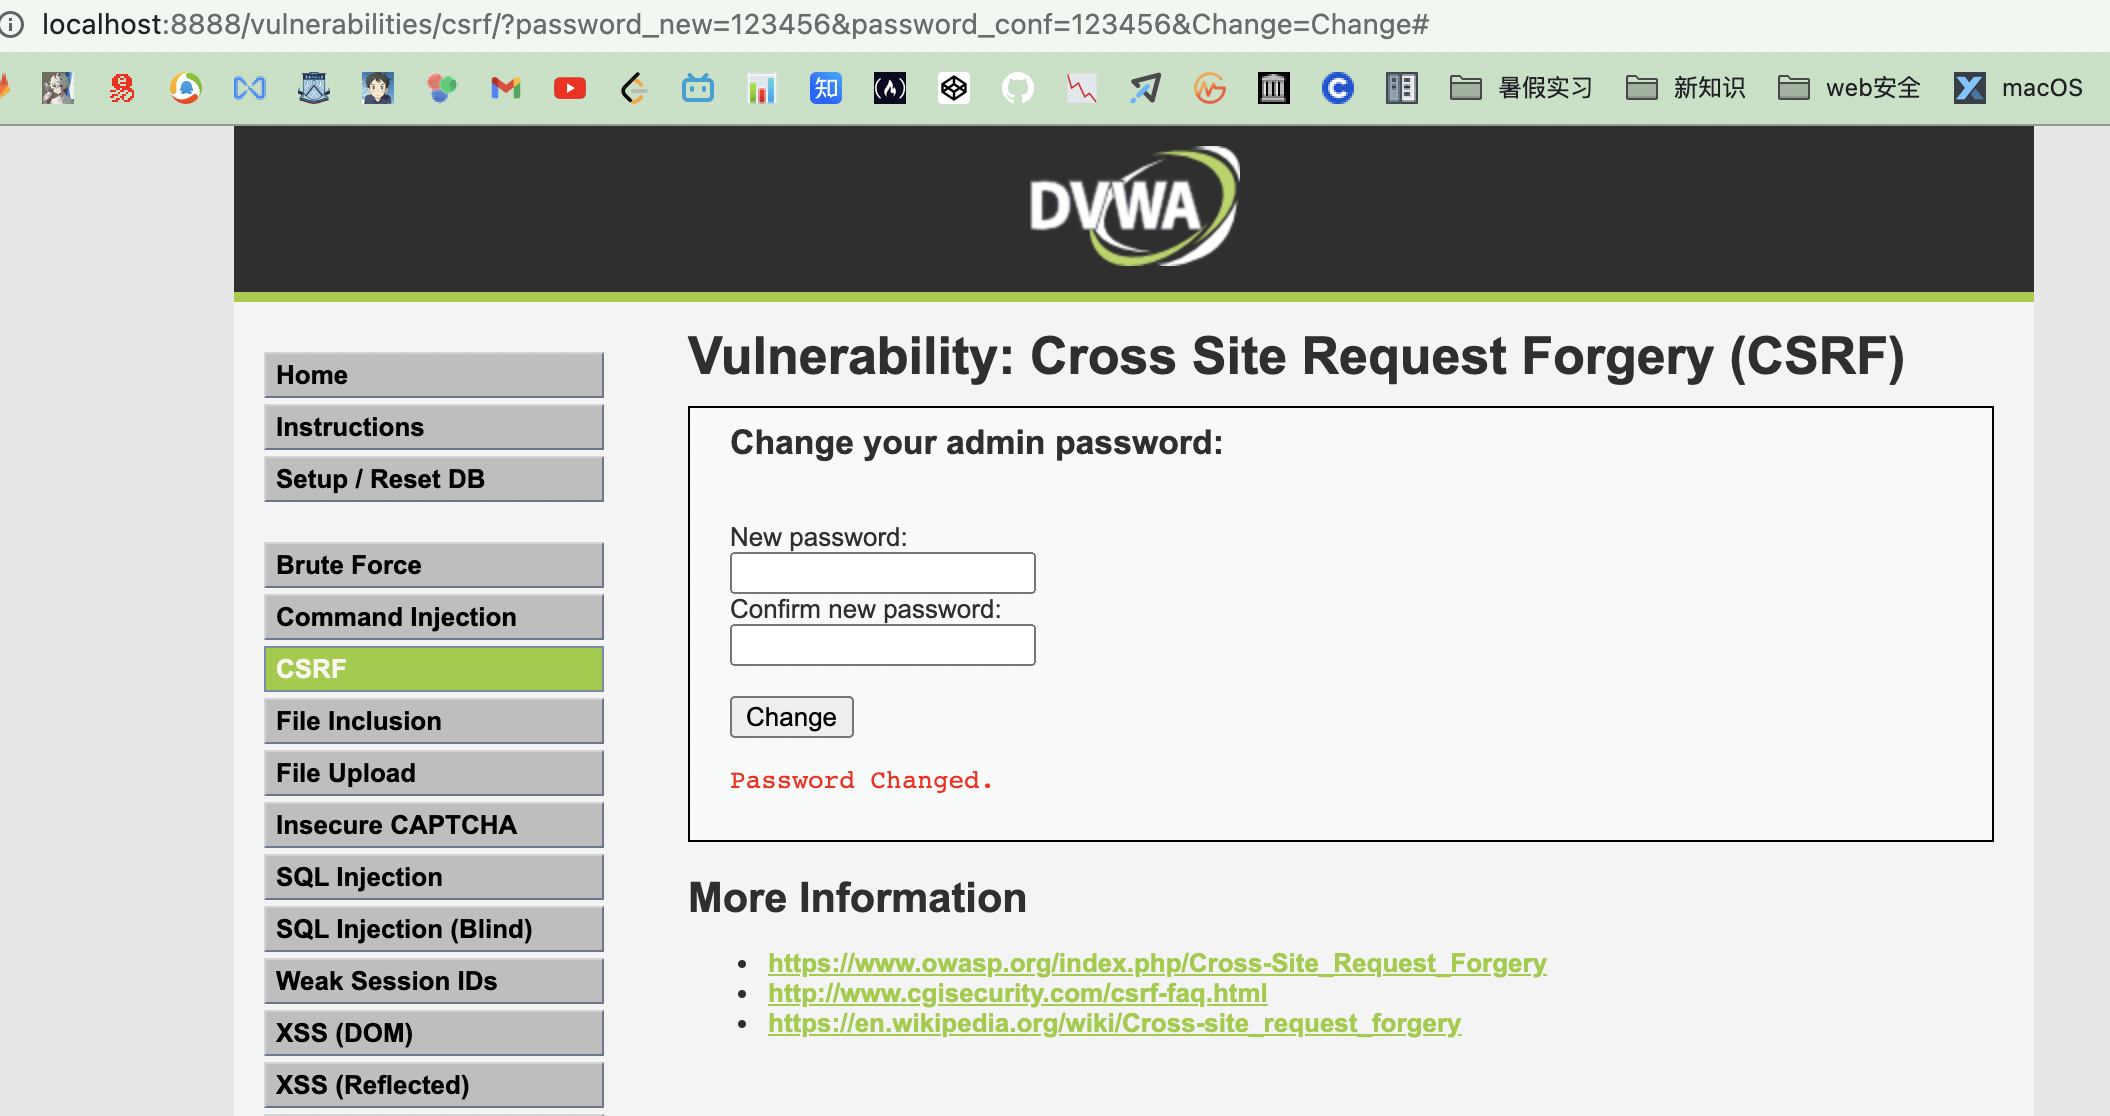 localhost:8888/vulnerabilities/csrf/?password_new=123456&password_conf=123456&Change=Change#
知 暑假实习 新知识 web安全 macOS
DVWA
Vulnerability: Cross Site Request Forgery (CSRF)
Home
Instructions
Setup / Reset DB
Brute Force
Command Injection
CSRF
File Inclusion
File Upload
Insecure CAPTCHA
SQL Injection
SQL Injection (Blind)
Weak Session IDs
XSS (DOM)
XSS (Reflected)
Change your admin password:
New password:
Confirm new password:
Change
Password Changed.
More Information
https://www.owasp.org/index.php/Cross-Site_Request_Forgery
http://www.cgisecurity.com/csrf-faq.html
https://en.wikipedia.org/wiki/Cross-site_request_forgery